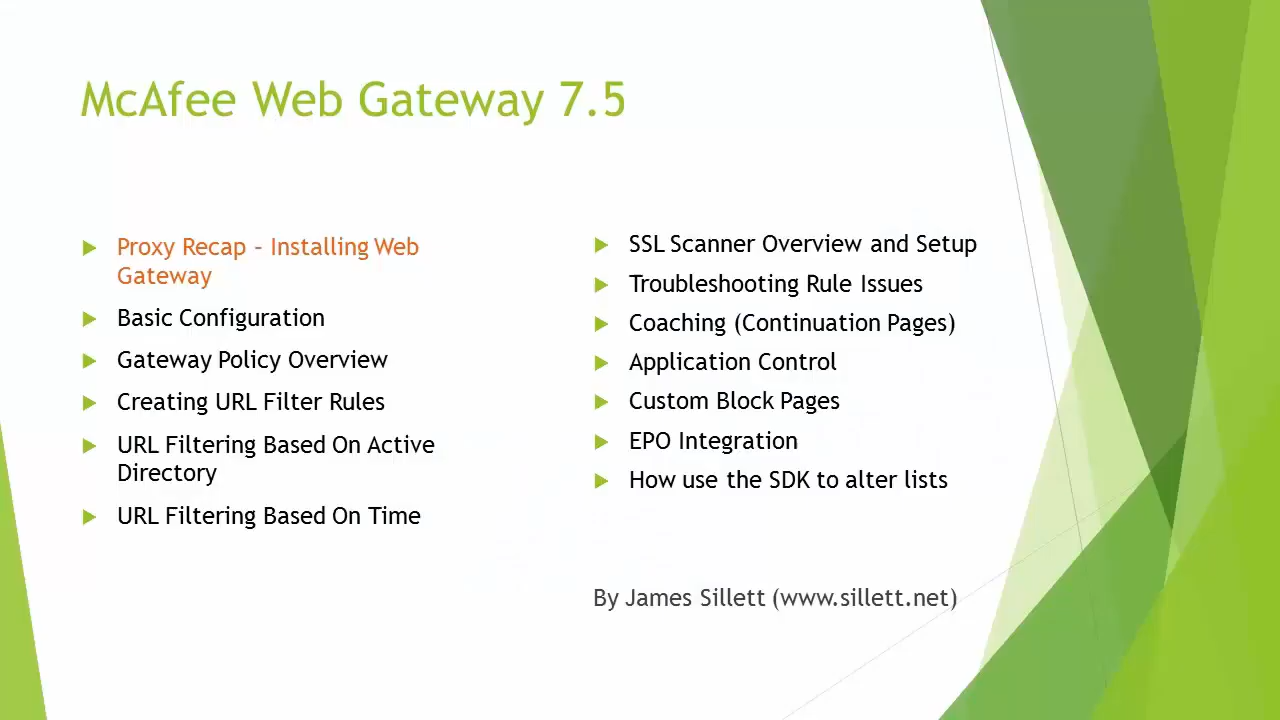 McAfee Web Gateway 7.5
Proxy Recap – Installing Web
Gateway
Basic Configuration
Gateway Policy Overview
Creating URL Filter Rules
URL Filtering Based On Active
Directory
URL Filtering Based On Time
SSL Scanner Overview and Setup
Troubleshooting Rule Issues
Coaching (Continuation Pages)
Application Control
Custom Block Pages
EPO Integration
How use the SDK to alter lists
By James Sillett (www.sillett.net)